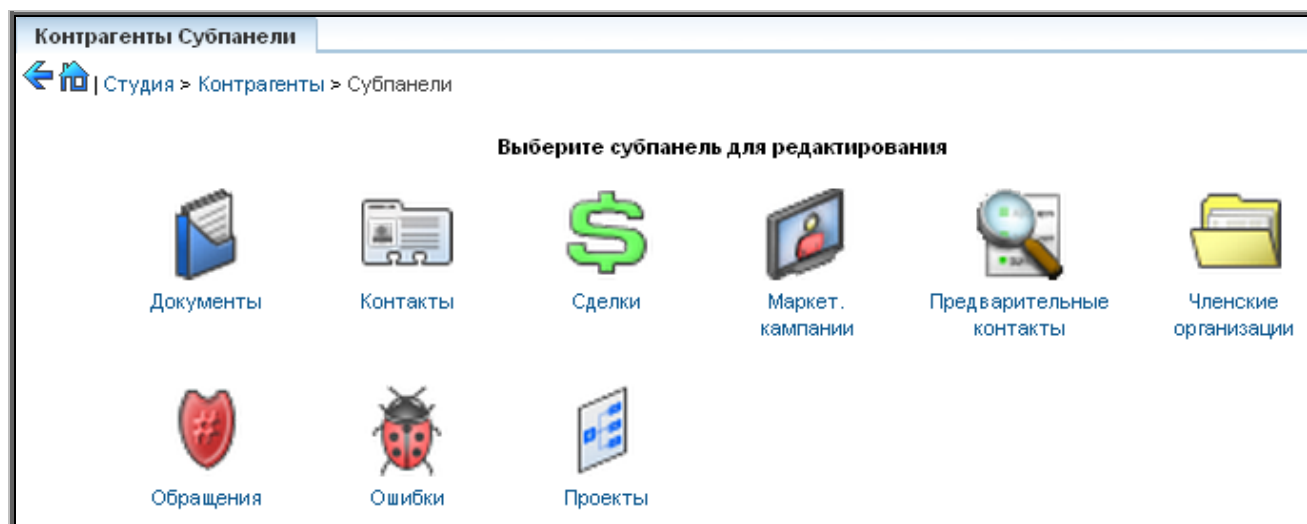 Контрагенты Субпанели
| Студия > Контрагенты > Субпанели
Выберите субпанель для редактирования
Документы Контакты Сделки Маркет. Предварительные Членские
кампании контакты организации
Обращения Ошибки Проекты